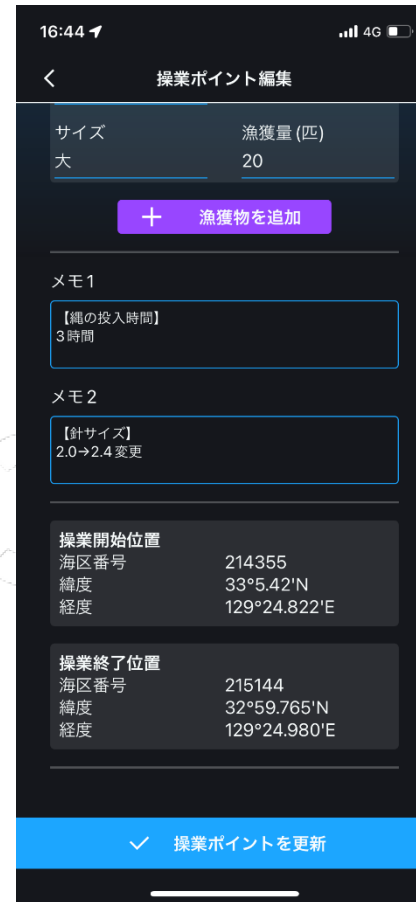 16:44
4G
操業ポイント編集
サイズ 漁獲量(匹)
大 20
漁獲物を追加
メモ1
【縄の投入時間】
3時間
メモ2
【針サイズ】
2.0→2.4変更
操業開始位置
海区番号 214355
緯度 33°5.42'N
経度 129°24.822'E
操業終了位置
海区番号 215144
緯度 32°59.765'N
経度 129°24.980'E
操業ポイントを更新